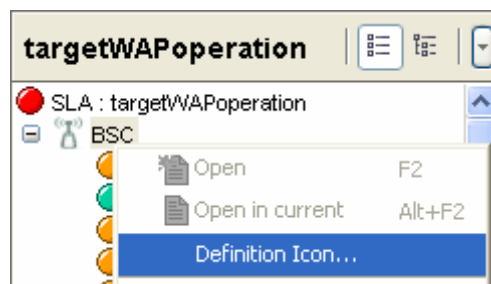 targetWAPoperation
SLA : targetWAPoperation
BSC
Open F2
Open in current Alt+F2
Definition Icon...